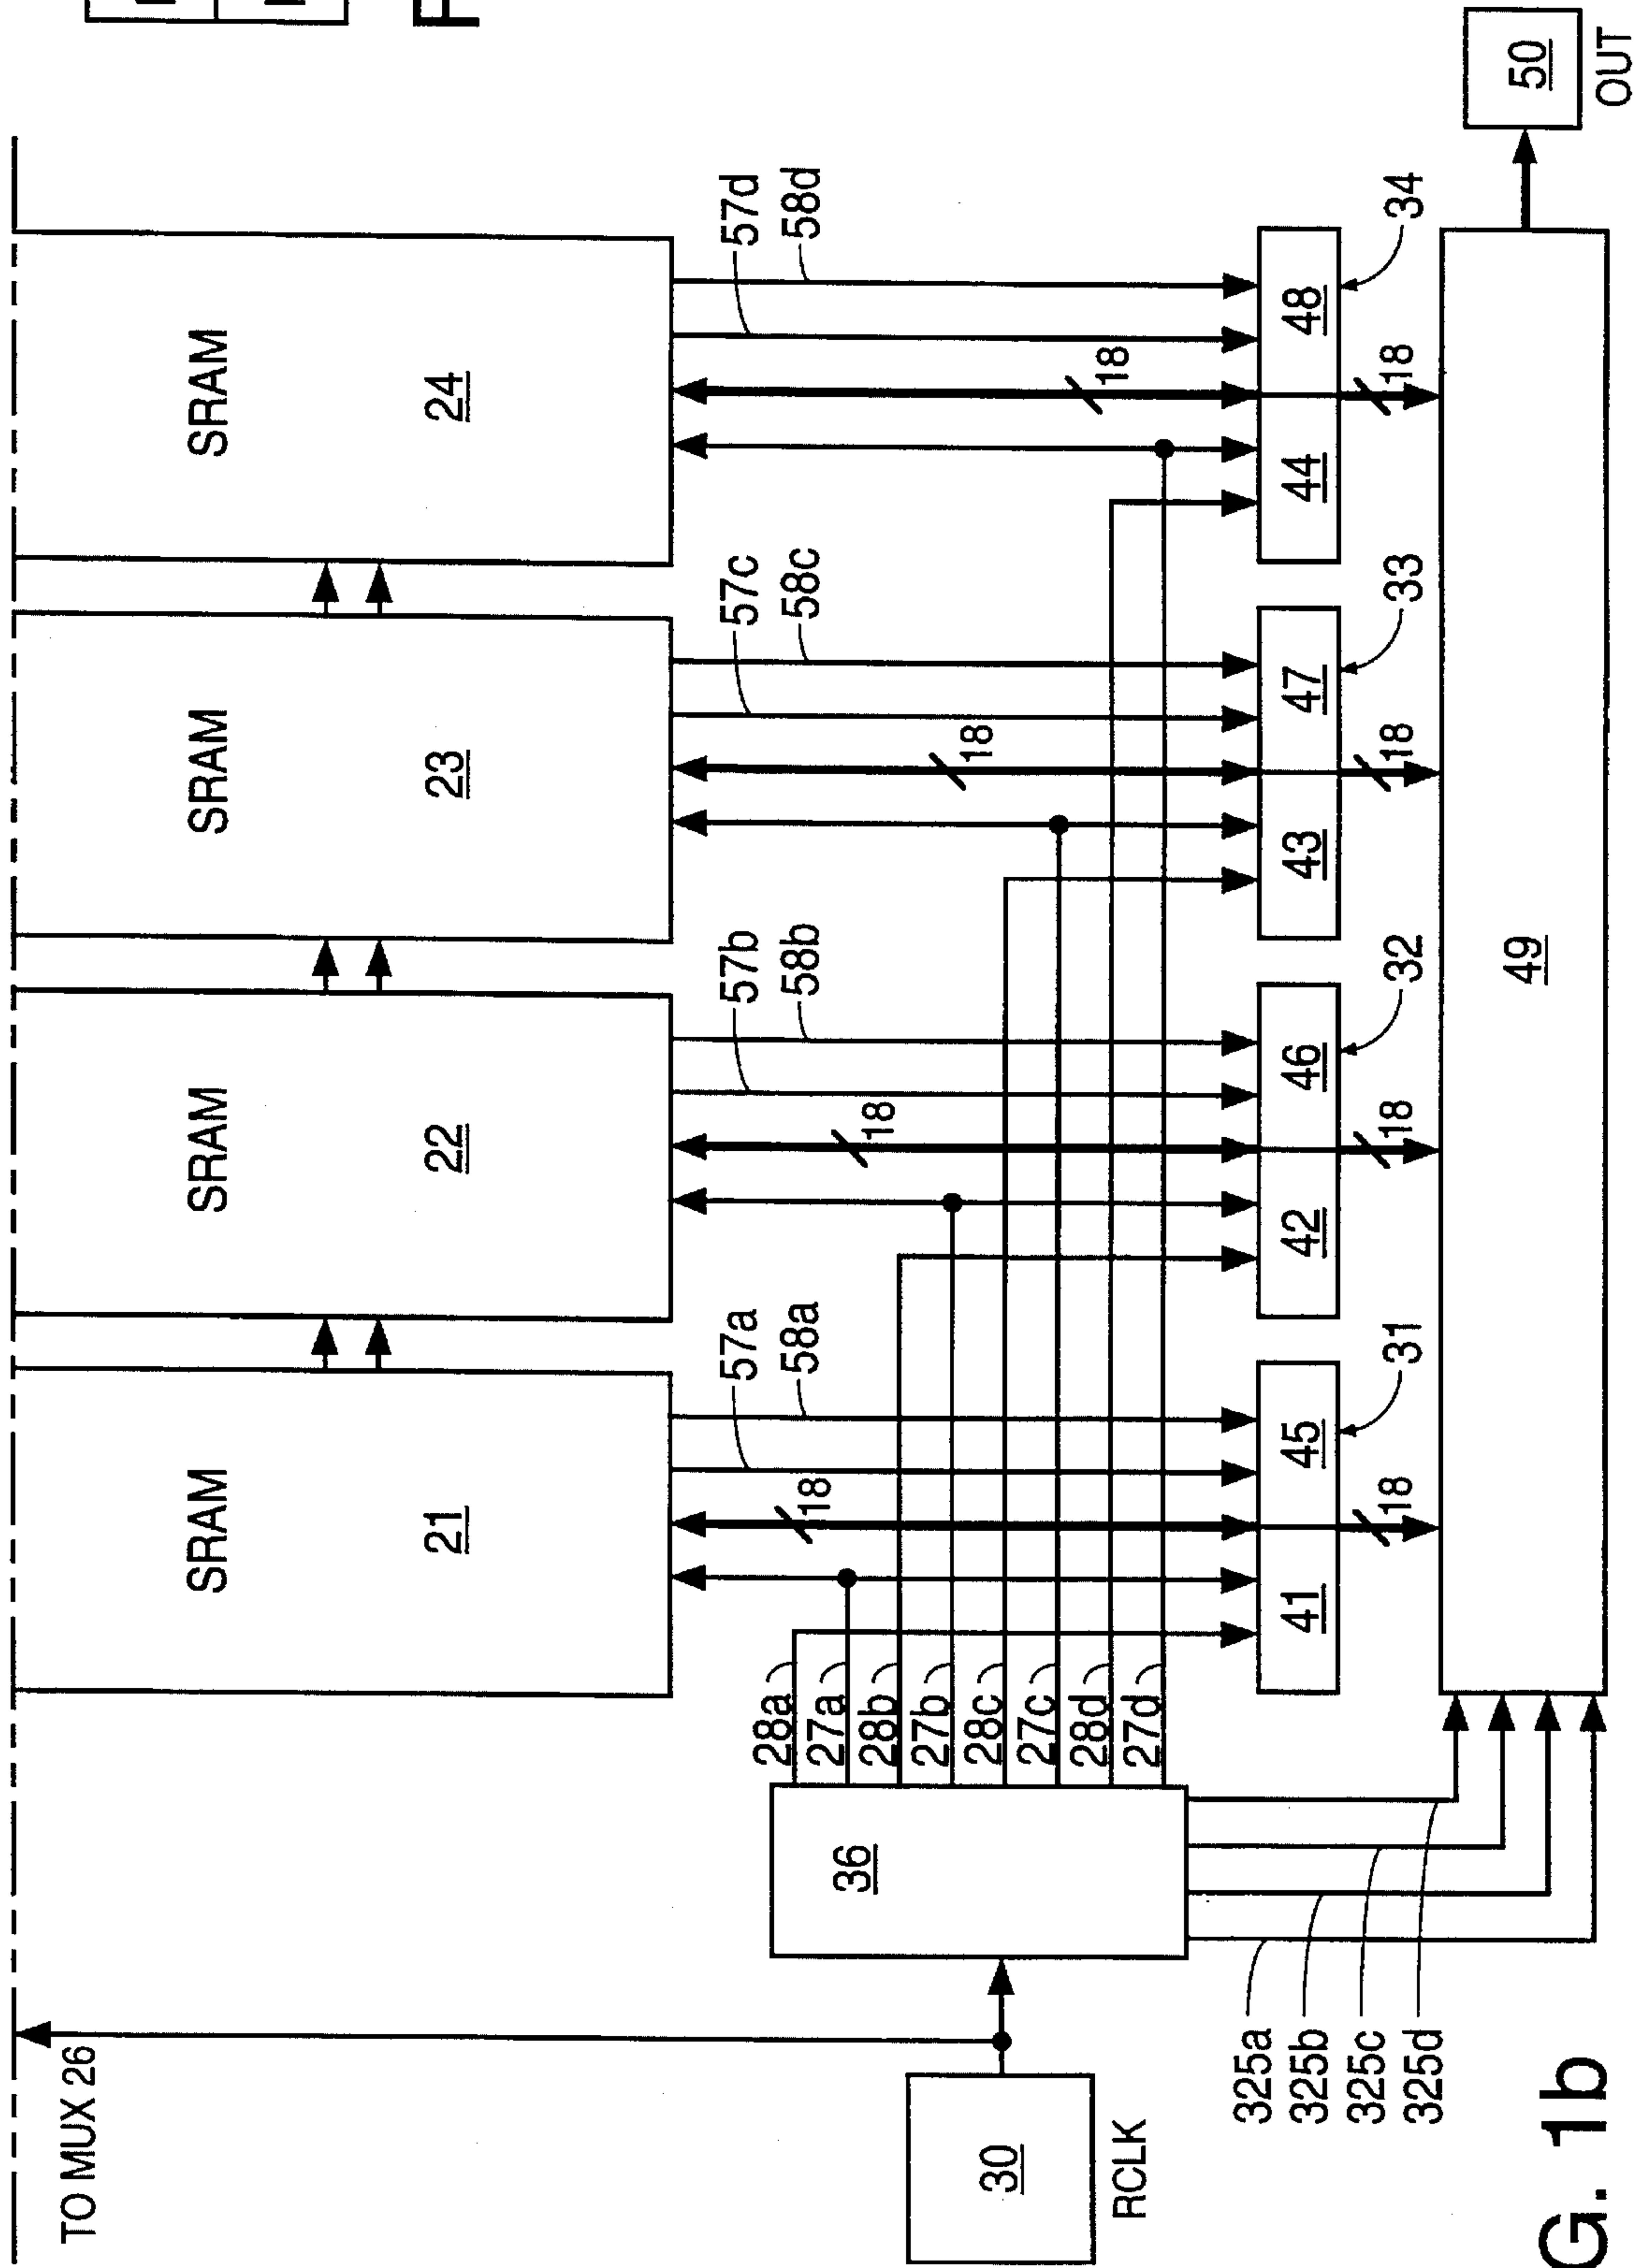 TO MUX 26
SRAM
21
SRAM
22
SRAM
23
SRAM
24
57a
58a
57b
58b
57c
58c
57d
58d
18
18
18
18
28a
27a
28b
27b
28c
27c
28d
27d
30
RCLK
36
41
45
31
42
46
32
43
47
33
44
48
34
18
18
18
18
325a
325b
325c
325d
49
50
OUT
G. 1b